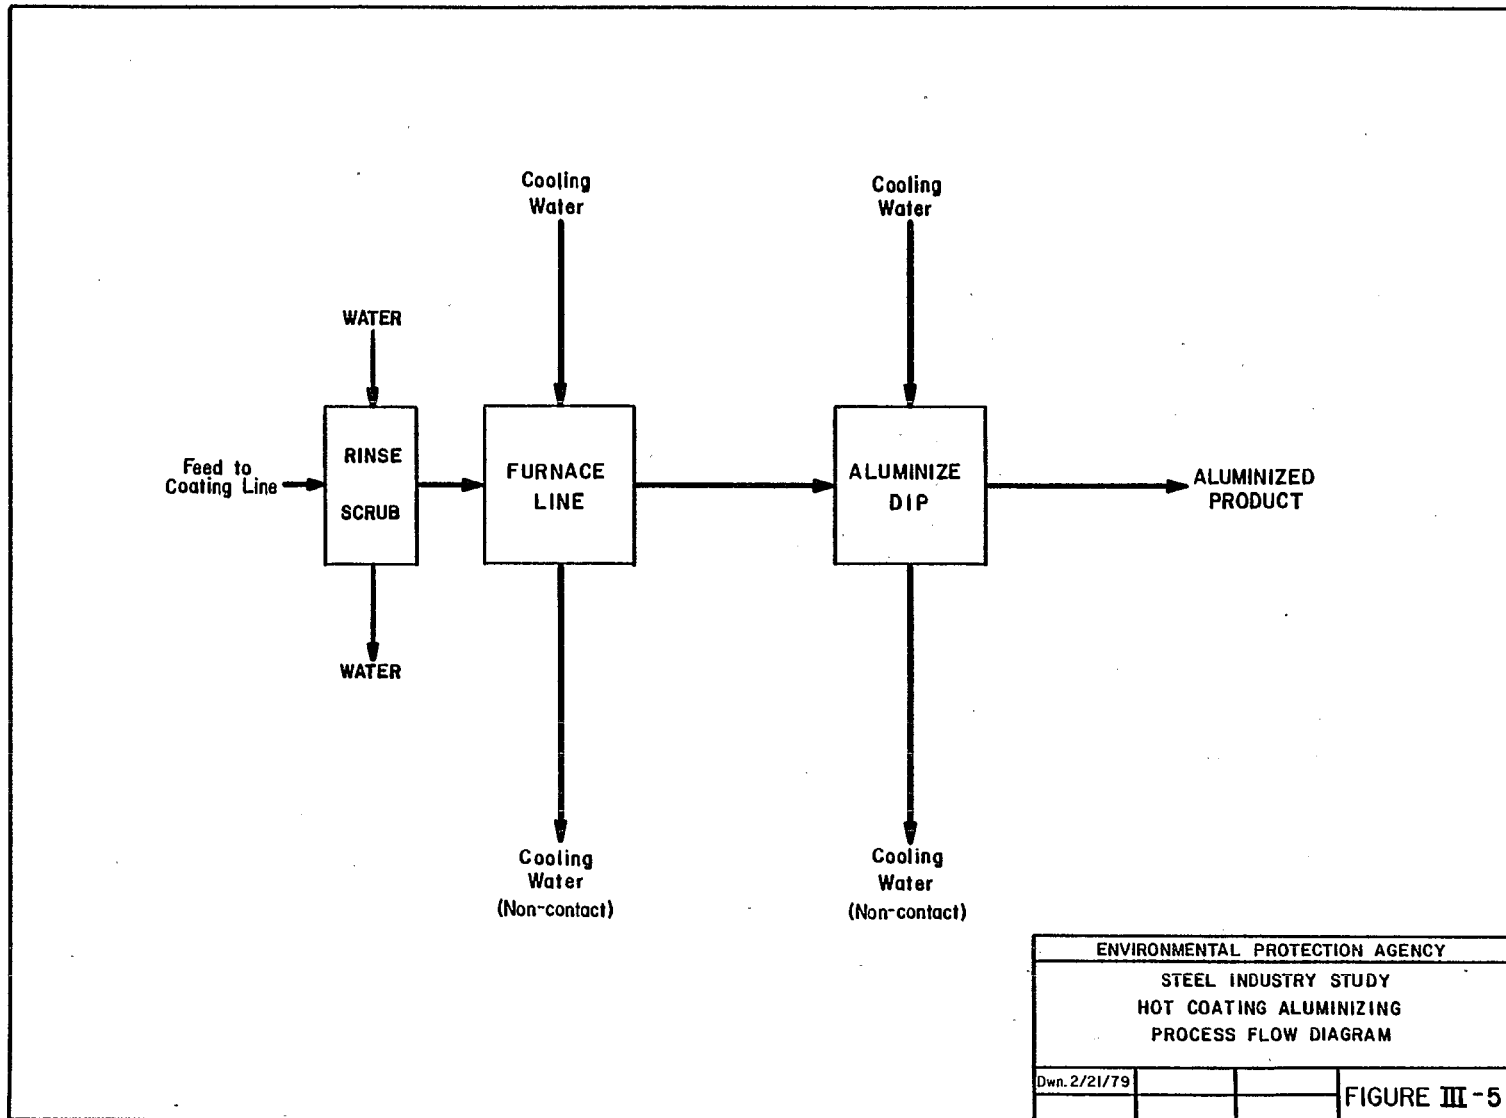 Cooling
Water
Cooling
Water
WATER
RINSE
SCRUB
Feed to
Coating Line
FURNACE
LINE
ALUMINIZE
DIP
ALUMINIZED
PRODUCT
WATER
Cooling
Water
(Non-contact)
Cooling
Water
(Non-contact)
ENVIRONMENTAL PROTECTION AGENCY
STEEL INDUSTRY STUDY
HOT COATING ALUMINIZING
PROCESS FLOW DIAGRAM
Dwn. 2/21/79
FIGURE III-5